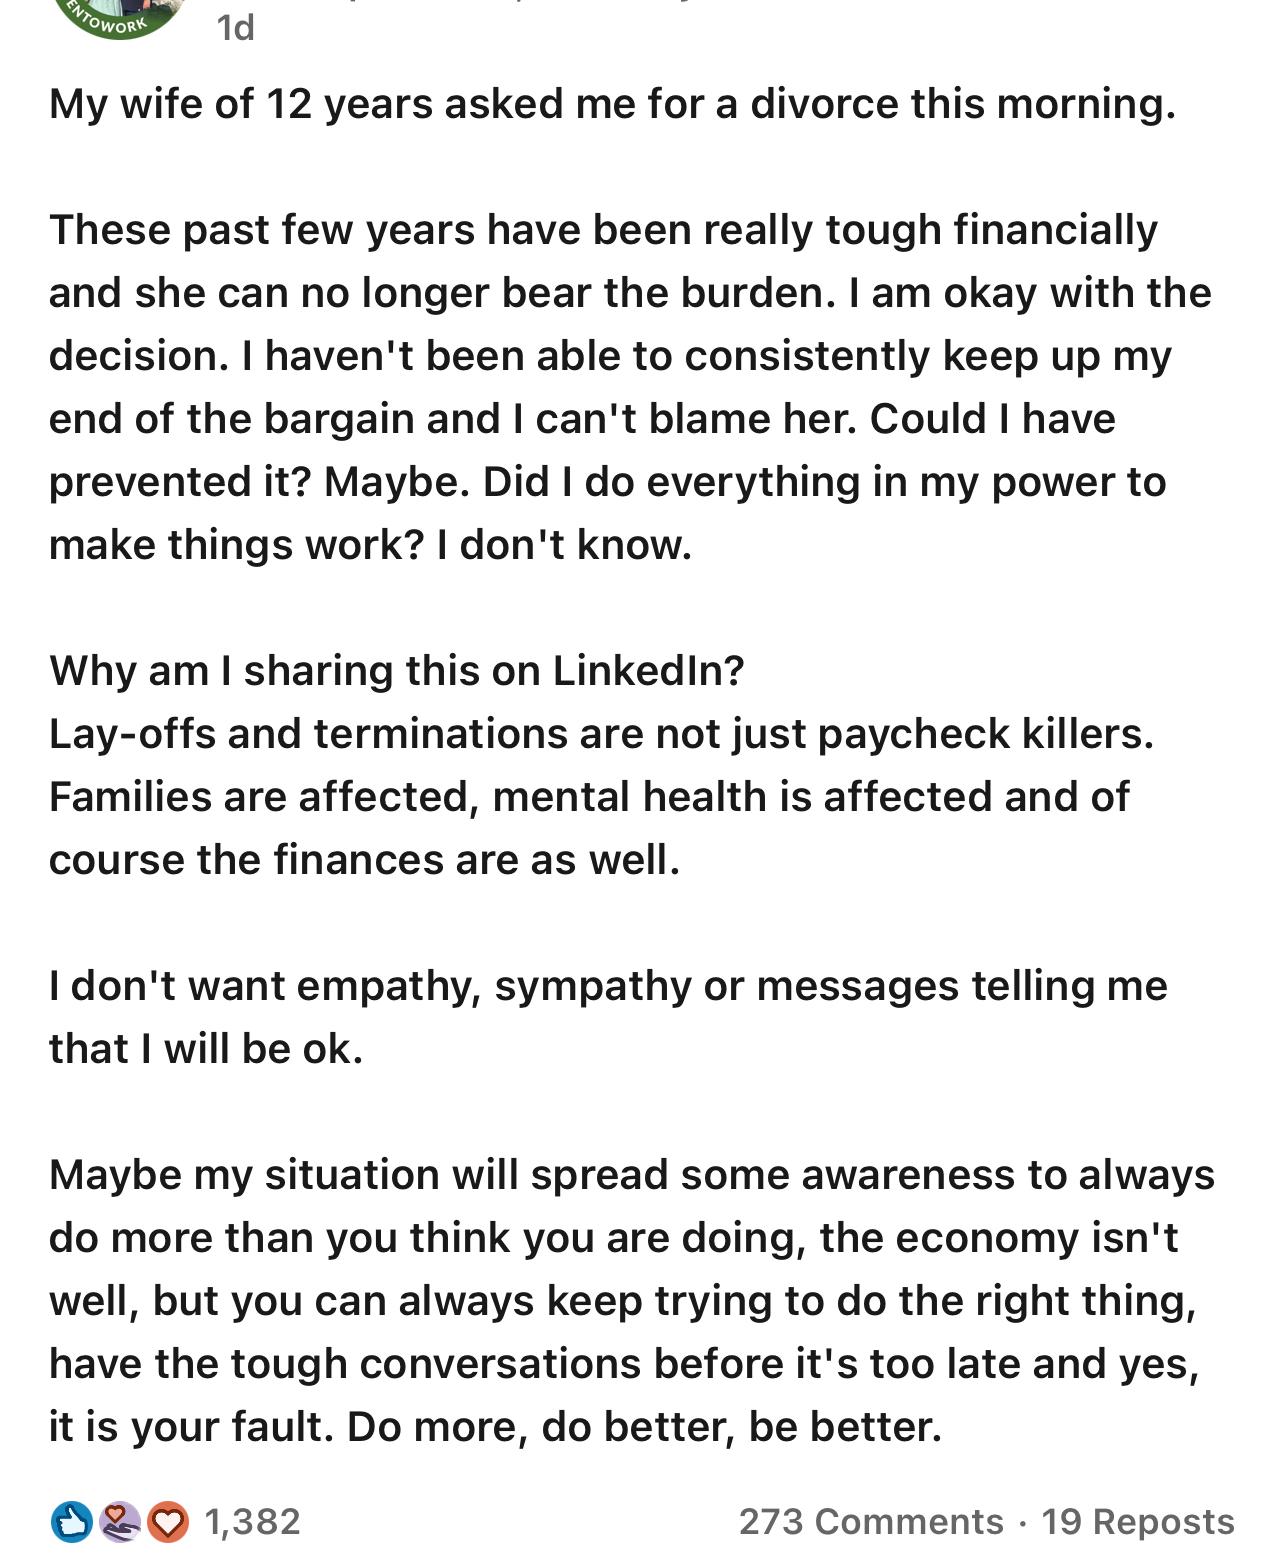 ENTOWORK
1d
My wife of 12 years asked me for a divorce this morning.
These past few years have been really tough financially
and she can no longer bear the burden. I am okay with the
decision. I haven't been able to consistently keep up my
end of the bargain and I can't blame her. Could I have
prevented it? Maybe. Did I do everything in my power to
make things work? I don't know.
Why am I sharing this on LinkedIn?
Lay-offs and terminations are not just paycheck killers.
Families are affected, mental health is affected and of
course the finances are as well.
I don't want empathy, sympathy or messages telling me
that I will be ok.
Maybe my situation will spread some awareness to always
do more than you think you are doing, the economy isn't
well, but you can always keep trying to do the right thing,
have the tough conversations before it's too late and yes,
it is your fault. Do more, do better, be better.
1,382
273 Comments · 19 Reposts